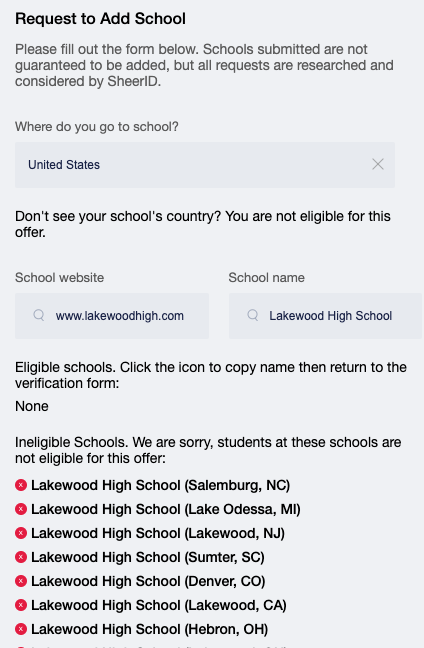 Request to Add School
Please fill out the form below. Schools submitted are not
guaranteed to be added, but all requests are researched and
considered by SheerID.
Where do you go to school?
United States
Don't see your school's country? You are not eligible for this
offer.
School website
School name
www.lakewoodhigh.com
Lakewood High School
Eligible schools. Click the icon to copy name then return to the
verification form:
None
Ineligible Schools. We are sorry, students at these schools are
not eligible for this offer:
Lakewood High School (Salemburg, NC)
Lakewood High School (Lake Odessa, MI)
Lakewood High School (Lakewood, NJ)
Lakewood High School (Sumter, SC)
Lakewood High School (Denver, CO)
Lakewood High School (Lakewood, CA)
Lakewood High School (Hebron, OH)